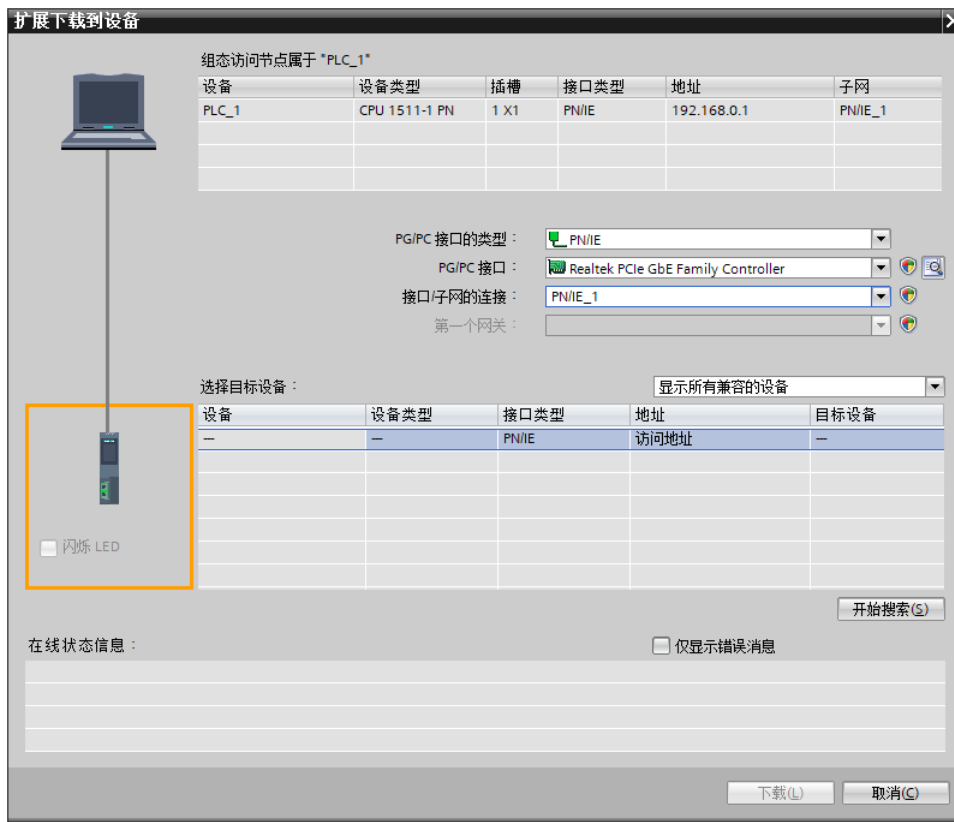 扩展下载到设备
组态访问节点属于 "PLC_1"
设备 设备类型 插槽 接口类型 地址 子网
PLC_1 CPU 1511-1 PN 1 X1 PN/IE 192.168.0.1 PN/IE_1
PG/PC 接口的类型： PN/IE
PG/PC 接口： Realtek PCIe GbE Family Controller
接口/子网的连接： PN/IE_1
第一个网关：
选择目标设备： 显示所有兼容的设备
设备 设备类型 接口类型 地址 目标设备
— — PN/IE 访问地址 —
闪烁 LED
开始搜索(S)
在线状态信息： 仅显示错误消息
下载(L) 取消(C)